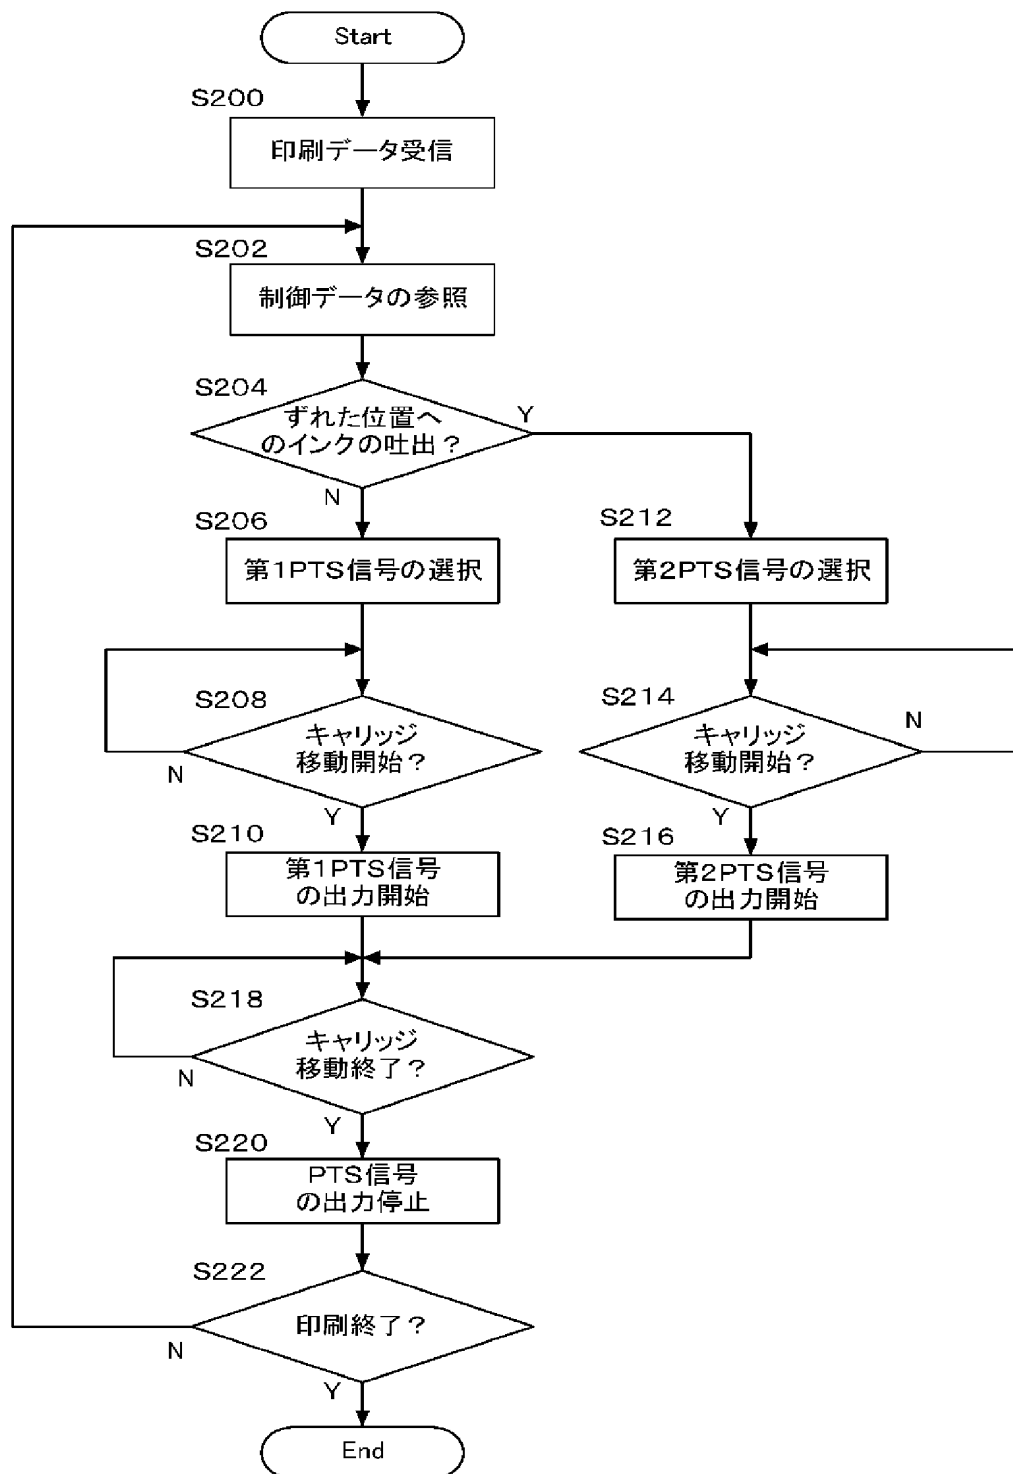 Start
S200
印刷データ受信
S202
制御データの参照
S204
ずれた位置へ
のインクの吐出?
Y
N
S206
第1PTS信号の選択
S212
第2PTS信号の選択
S208
キャリッジ
移動開始?
N
Y
S214
キャリッジ
移動開始?
N
Y
S210
第1PTS信号
の出力開始
S216
第2PTS信号
の出力開始
S218
キャリッジ
移動終了?
N
Y
S220
PTS信号
の出力停止
S222
印刷終了?
N
Y
End